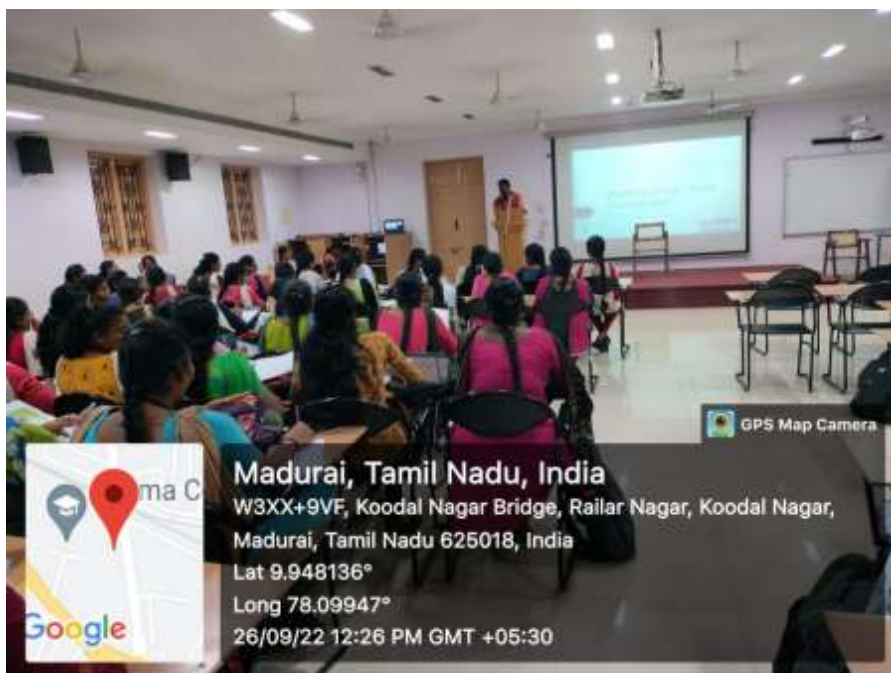 GPS Map Camera
ma C
Google
Madurai, Tamil Nadu, India
W3XX+9VF, Koodal Nagar Bridge, Railar Nagar, Koodal Nagar,
Madurai, Tamil Nadu 625018, India
Lat 9.948136°
Long 78.09947°
26/09/22 12:26 PM GMT +05:30